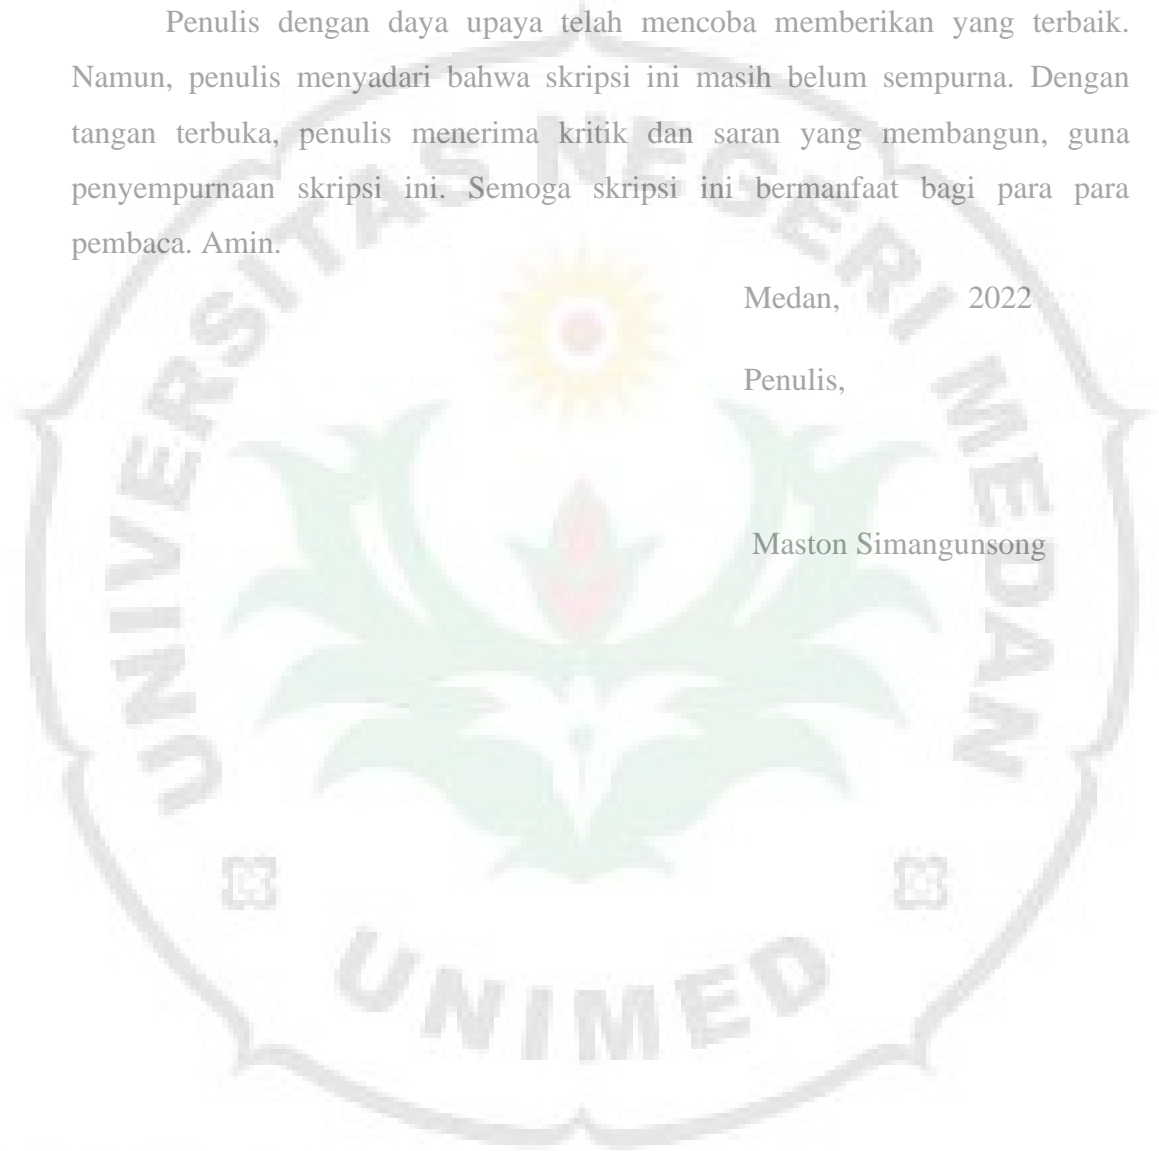 Penulis dengan daya upaya telah mencoba memberikan yang terbaik.
Namun, penulis menyadari bahwa skripsi ini masih belum sempurna. Dengan
tangan terbuka, penulis menerima kritik dan saran yang membangun, guna
penyempurnaan skripsi ini. Semoga skripsi ini bermanfaat bagi para para
pembaca. Amin.
Medan, 2022
Penulis,
Maston Simangunsong
UNIVERSITAS NEGERI MEDAN
UNIMED